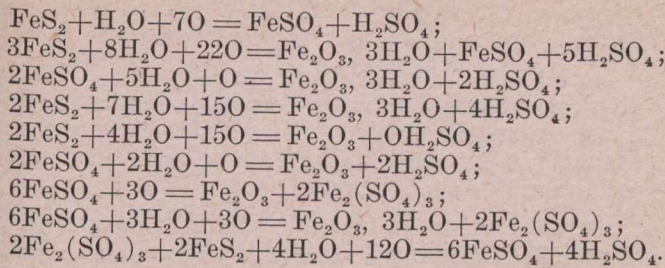 FeS₂+H₂O+7O=FeSO₄+H₂SO₄;
3FeS₂+8H₂O+22O=Fe₂O₃, 3H₂O+FeSO₄+5H₂SO₄;
2FeSO₄+5H₂O+O=Fe₂O₃, 3H₂O+2H₂SO₄;
2FeS₂+7H₂O+15O=Fe₂O₃, 3H₂O+4H₂SO₄;
2FeS₂+4H₂O+15O=Fe₂O₃+OH₂SO₄;
2FeSO₄+2H₂O+O=Fe₂O₃+2H₂SO₄;
6FeSO₄+3O=Fe₂O₃+2Fe₂(SO₄)₃;
6FeSO₄+3H₂O+3O=Fe₂O₃, 3H₂O+2Fe₂(SO₄)₃;
2Fe₂(SO₄)₃+2FeS₂+4H₂O+12O=6FeSO₄+4H₂SO₄.